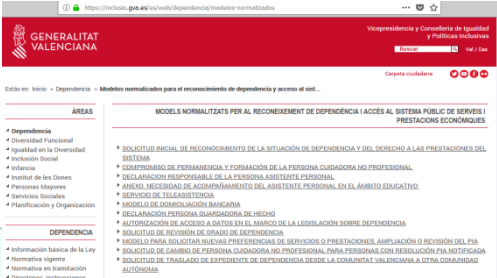 https://inclusio.gva.es/es/web/dependencia/modelos-normalizados
GENERALITAT
VALENCIANA
Vicepresidencia y Conselleria de Igualdad
y Políticas Inclusivas
Buscar
Val / Cas
Carpeta ciudadana
Estás en: Inicio » Dependencia » Modelos normalizados para el reconocimiento de dependencia y acceso al sist...
ÁREAS
Dependencia
Diversidad Funcional
Igualdad en la Diversidad
Inclusión Social
Infancia
Institut de les Dones
Personas Mayores
Servicios Sociales
Planificación y Organización
DEPENDENCIA
Información básica de la Ley
Normativa vigente
Normativa en tramitación
Directivas, instrucciones
MODELS NORMALITZATS PER AL RECONEIXEMENT DE DEPENDÈNCIA I ACCÉS AL SISTEMA PÚBLIC DE SERVEIS I
PRESTACIONS ECONÒMIQUES
SOLICITUD INICIAL DE RECONOCIMIENTO DE LA SITUACIÓN DE DEPENDENCIA Y DEL DERECHO A LAS PRESTACIONES DEL
SISTEMA
COMPROMISO DE PERMANENCIA Y FORMACIÓN DE LA PERSONA CUIDADORA NO PROFESIONAL
DECLARACION RESPONSABLE DE LA PERSONA ASISTENTE PERSONAL
ANEXO. NECESIDAD DE ACOMPAÑAMIENTO DEL ASISTENTE PERSONAL EN EL ÁMBITO EDUCATIVO
SERVICIO DE TELEASISTENCIA
MODELO DE DOMICILIACIÓN BANCARIA
DECLARACIÓN PERSONA GUARDADORA DE HECHO
AUTORIZACIÓN DE ACCESO A DATOS EN EL MARCO DE LA LEGISLACIÓN SOBRE DEPENDENCIA
SOLICITUD DE REVISIÓN DE GRADO DE DEPENDENCIA
MODELO PARA SOLICITAR NUEVAS PREFERENCIAS DE SERVICIOS O PRESTACIONES, AMPLIACIÓN O REVISIÓN DEL PIA
SOLICITUD DE CAMBIO DE PERSONA CUIDADORA NO PROFESIONAL PARA PERSONAS CON RESOLUCIÓN PIA NOTIFICADA
SOLICITUD DE TRASLADO DE EXPEDIENTE DE DEPENDENCIA DESDE LA COMUNITAT VALENCIANA A OTRA COMUNIDAD
AUTÓNOMA